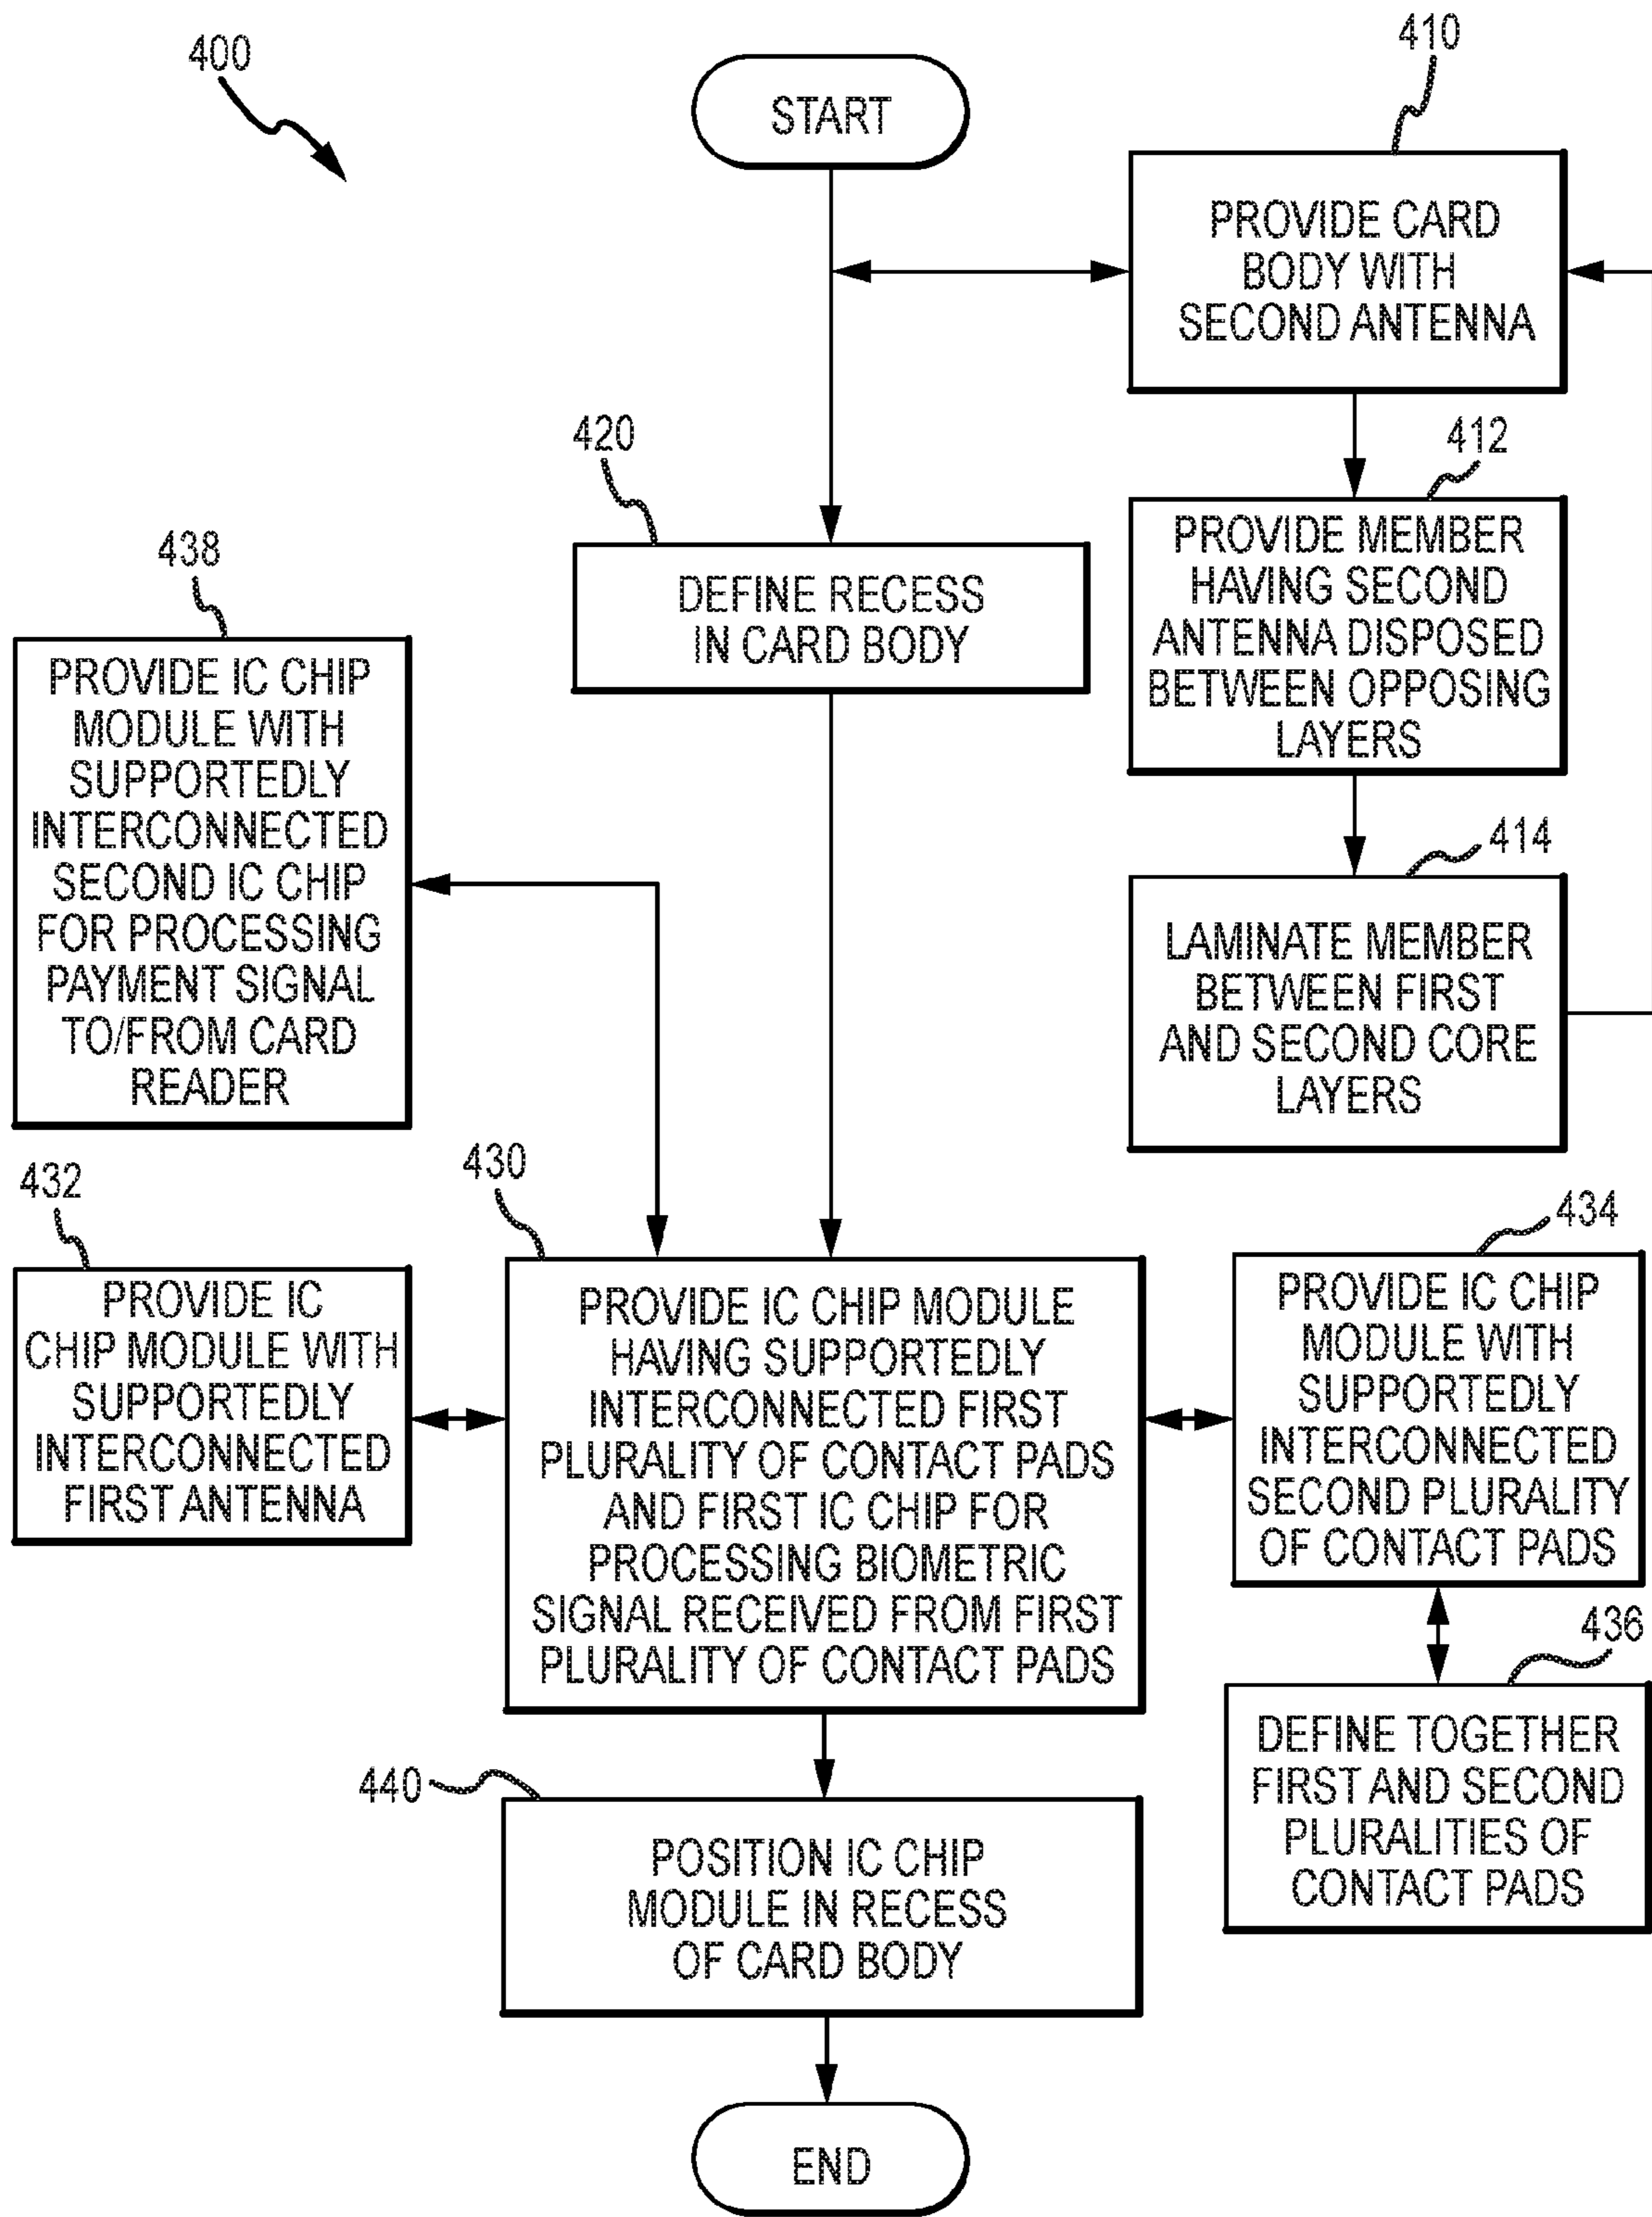 400
START
410
PROVIDE CARD
BODY WITH
SECOND ANTENNA
420
DEFINE RECESS
IN CARD BODY
412
PROVIDE MEMBER
HAVING SECOND
ANTENNA DISPOSED
BETWEEN OPPOSING
LAYERS
438
PROVIDE IC CHIP
MODULE WITH
SUPPORTEDLY
INTERCONNECTED
SECOND IC CHIP
FOR PROCESSING
PAYMENT SIGNAL
TO/FROM CARD
READER
414
LAMINATE MEMBER
BETWEEN FIRST
AND SECOND CORE
LAYERS
432
PROVIDE IC
CHIP MODULE WITH
SUPPORTEDLY
INTERCONNECTED
FIRST ANTENNA
430
PROVIDE IC CHIP MODULE
HAVING SUPPORTEDLY
INTERCONNECTED FIRST
PLURALITY OF CONTACT PADS
AND FIRST IC CHIP FOR
PROCESSING BIOMETRIC
SIGNAL RECEIVED FROM FIRST
PLURALITY OF CONTACT PADS
434
PROVIDE IC CHIP
MODULE WITH
SUPPORTEDLY
INTERCONNECTED
SECOND PLURALITY
OF CONTACT PADS
436
DEFINE TOGETHER
FIRST AND SECOND
PLURALITIES OF
CONTACT PADS
440
POSITION IC CHIP
MODULE IN RECESS
OF CARD BODY
END